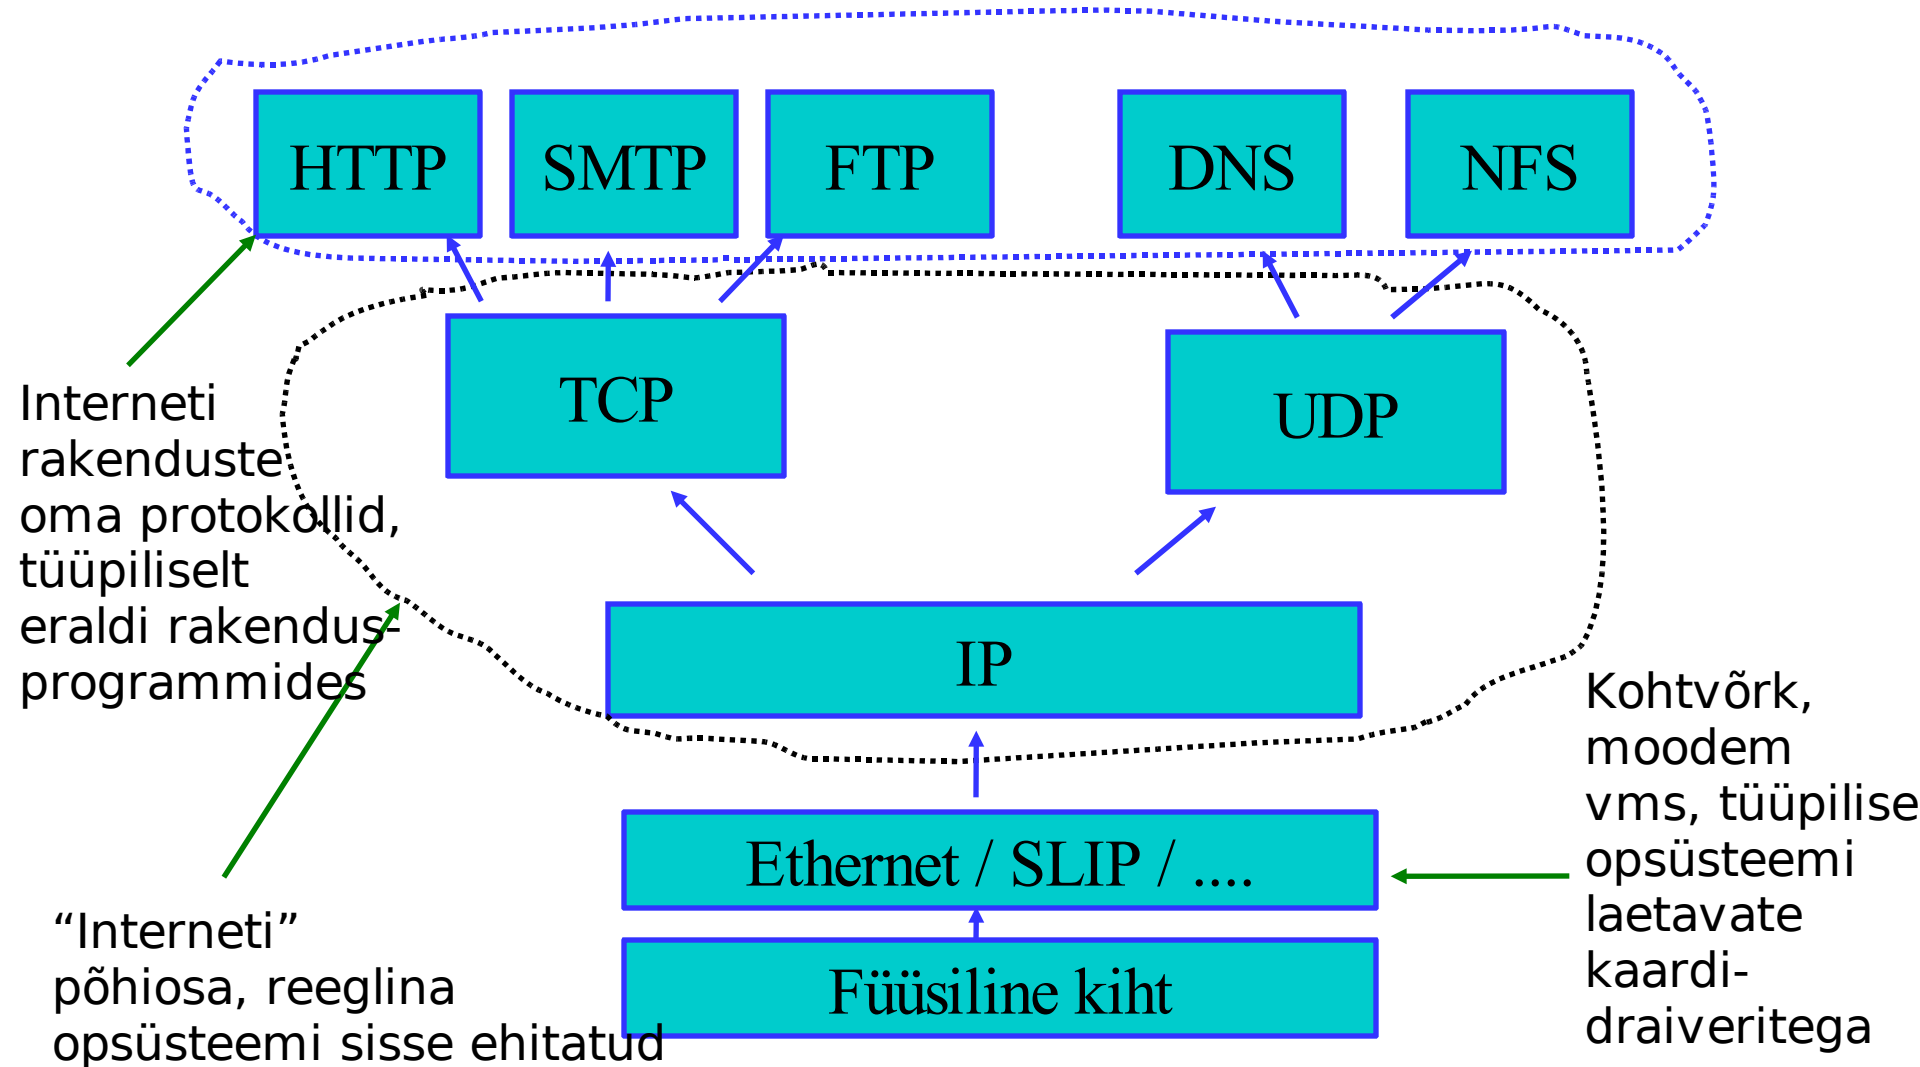 HTTP
SMTP
FTP
DNS
NFS
TCP
UDP
IP
Ethernet / SLIP / ....
Füüsiline kiht
Interneti
rakenduste
oma protokollid,
tüüpiliselt
eraldi rakendus-
programmides
“Interneti”
põhiosa, reeglina
opsüsteemi sisse ehitatud
Kohtvõrk,
moodem
vms, tüüpilise
opsüsteemi
laetavate
kaardi-
draiveritega